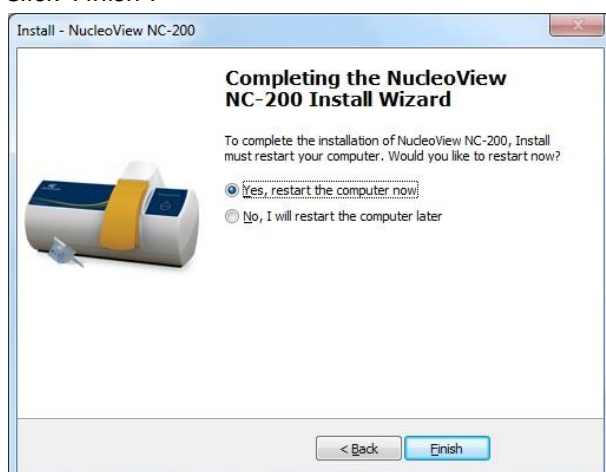 Click 'Finish'.
Install - NucleoView NC-200
Completing the NucleoView
NC-200 Install Wizard
To complete the installation of NucleoView NC-200, Install
must restart your computer. Would you like to restart now?
Yes, restart the computer now
No, I will restart the computer later
< Back
Finish